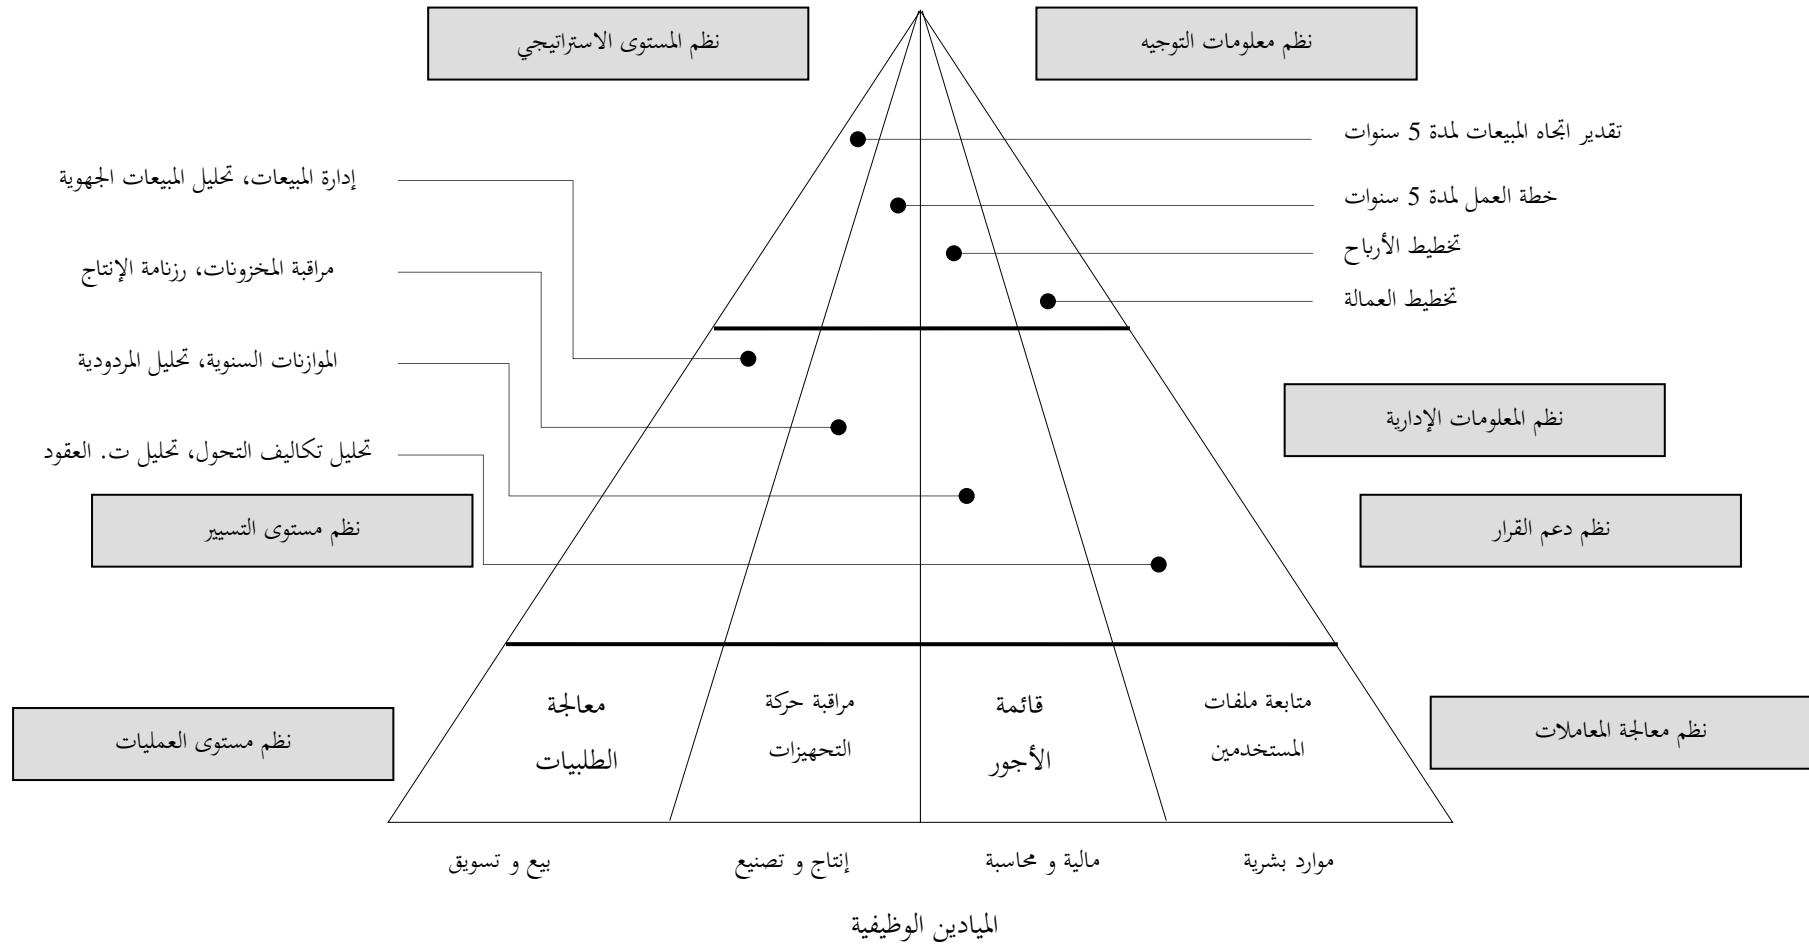 نظم معلومات التوجيه
نظم المستوى الاستراتيجي
تقدير اتجاه المبيعات لمدة 5 سنوات
إدارة المبيعات، تحليل المبيعات الجهوية
خطة العمل لمدة 5 سنوات
تخطيط الأرباح
مراقبة المخزونات، رزنامة الإنتاج
تخطيط العمالة
الموازنات السنوية، تحليل المردودية
نظم المعلومات الإدارية
تحليل تكاليف التحول، تحليل ت. العقود
نظم دعم القرار
نظم مستوى التسيير
متابعة ملفات
المستخدمين
قائمة
الأجور
مراقبة حركة
التحهيزات
معالجة
الطلبيات
نظم معالجة المعاملات
نظم مستوى العمليات
موارد بشرية
مالية و محاسبة
إنتاج و تصنيع
بيع و تسويق
الميادين الوظيفية